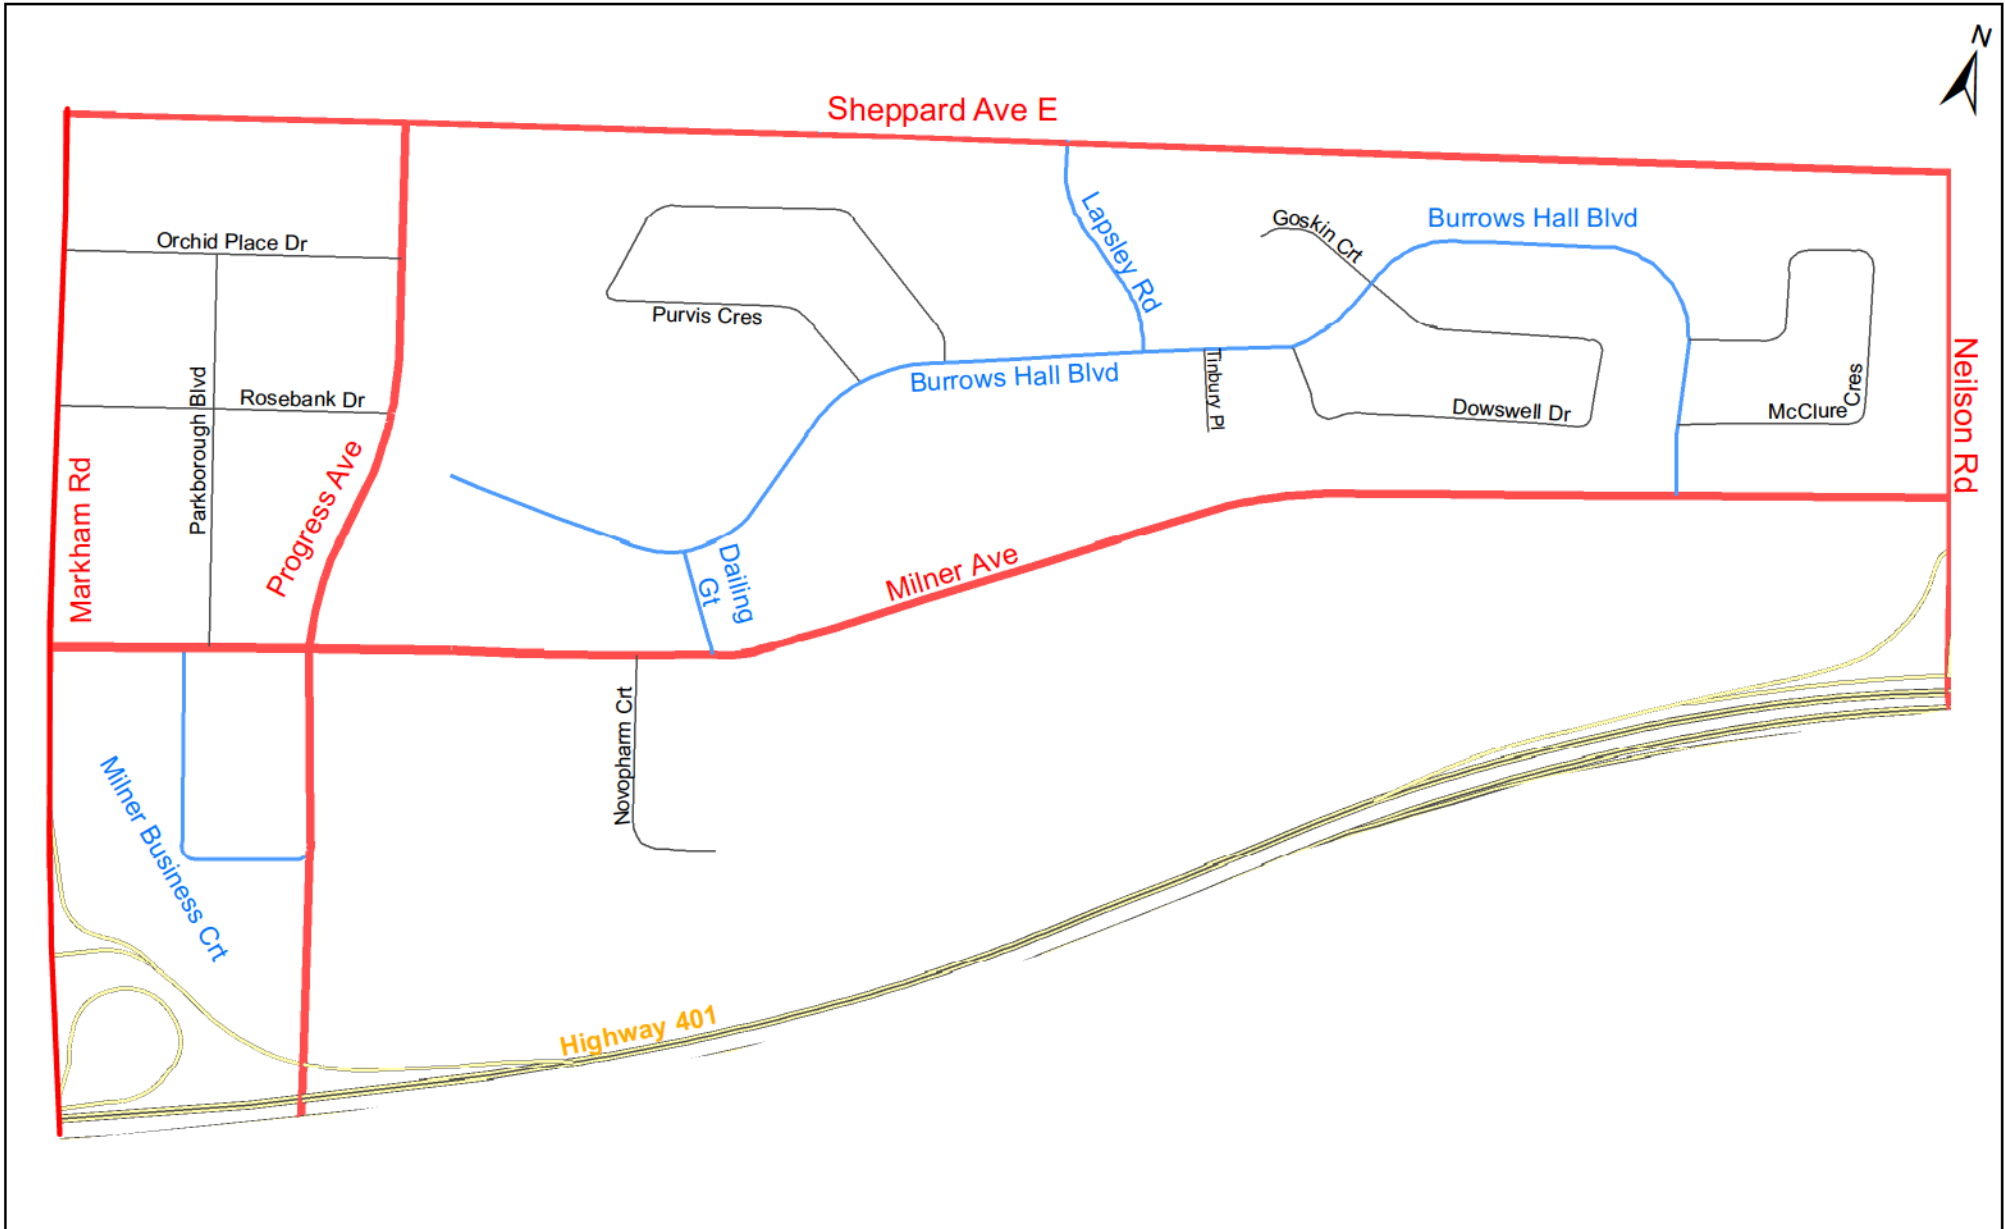 N
Sheppard Ave E
Orchid Place Dr
Lapsley Rd
Goskin Crt
Burrows Hall Blvd
Purvis Cres
Burrows Hall Blvd
Tinbury Pl
Dowswell Dr
McClure Cres
Neilson Rd
Rosebank Dr
Parkborough Blvd
Markham Rd
Progress Ave
Dailing
Gt
Milner Ave
Novopharm Crt
Milner Business Crt
Highway 401